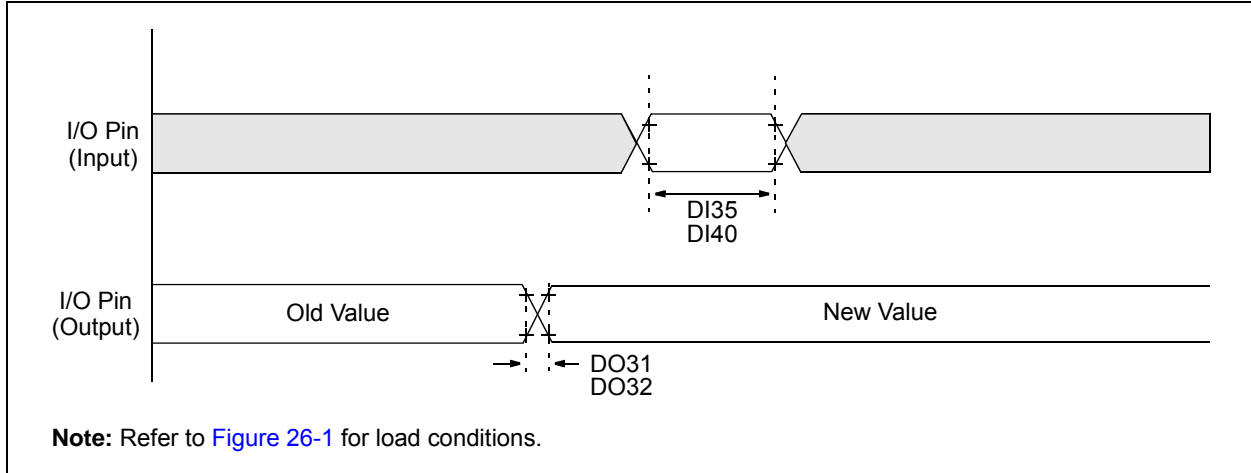 I/O Pin
(Input)
DI35
DI40
I/O Pin
(Output)
Old Value
New Value
DO31
DO32
Note: Refer to Figure 26-1 for load conditions.